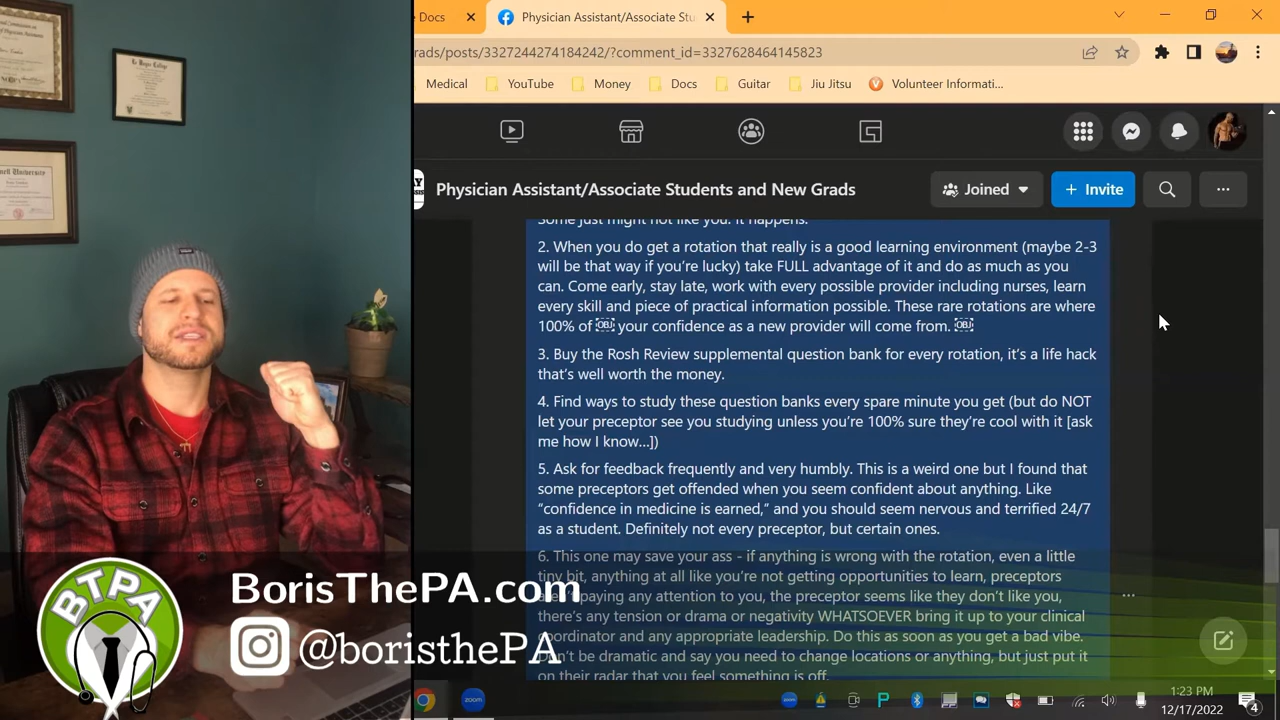 Docs
Physician Assistant/Associate Stu
rads/posts/3327244274184242/?comment_id=3327628464145823
Medical
YouTube
Money
Docs
Guitar
Jiu Jitsu
Volunteer Informati...
Physician Assistant/Associate Students and New Grads
Joined
+ Invite
Some just might not like you. It happens.
2. When you do get a rotation that really is a good learning environment (maybe 2-3
will be that way if you're lucky) take FULL advantage of it and do as much as you
can. Come early, stay late, work with every possible provider including nurses, learn
every skill and piece of practical information possible. These rare rotations are where
100% of OBJ your confidence as a new provider will come from. OBJ
3. Buy the Rosh Review supplemental question bank for every rotation, it's a life hack
that's well worth the money.
4. Find ways to study these question banks every spare minute you get (but do NOT
let your preceptor see you studying unless you're 100% sure they're cool with it [ask
me how I know...])
5. Ask for feedback frequently and very humbly. This is a weird one but I found that
some preceptors get offended when you seem confident about anything. Like
“confidence in medicine is earned,” and you should seem nervous and terrified 24/7
as a student. Definitely not every preceptor, but certain ones.
6. This one may save your ass - if anything is wrong with the rotation, even a little
tiny bit, anything at all like you're not getting opportunities to learn, preceptors
paying any attention to you, the preceptor seems like they don't like you,
there's any tension or drama or negativity WHATSOEVER bring it up to your clinical
coordinator and any appropriate leadership. Do this as soon as you get a bad vibe.
Don't be dramatic and say you need to change locations or anything, but just put it
on their radar that you feel something is off.
BTPA
BorisThePA.com
@boristhePA
1:23 PM
12/17/2022
4